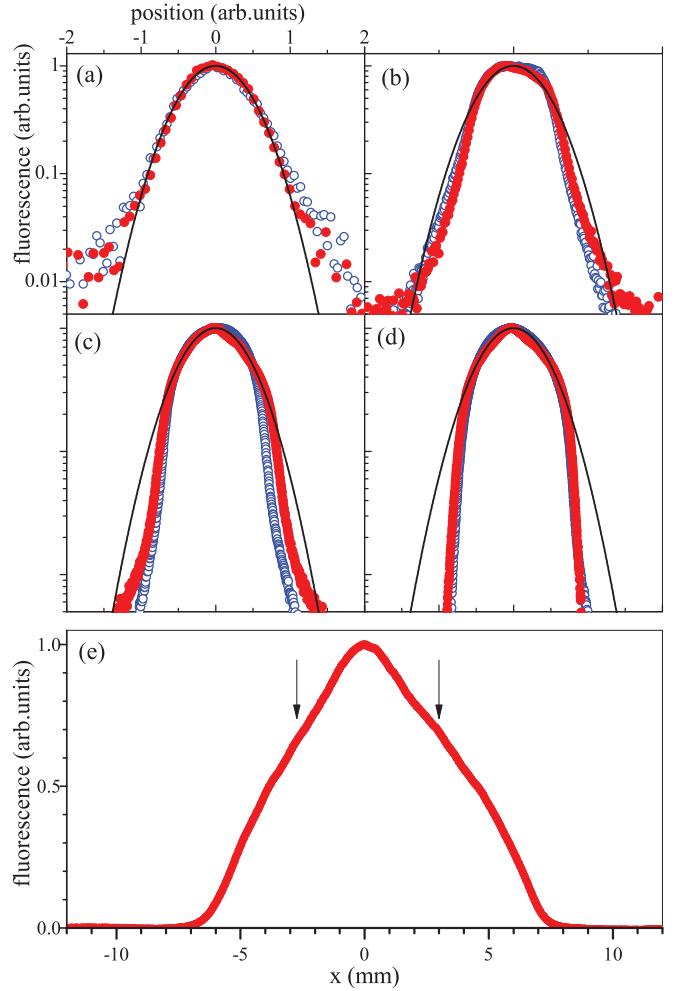 position (arb.units)
-2 -1 0 1 2
fluorescence (arb.units)
1
0.1
0.01
(a)
(b)
(c)
(d)
(e)
fluorescence (arb.units)
1.0
0.5
0.0
-10 -5 0 5 10
x (mm)